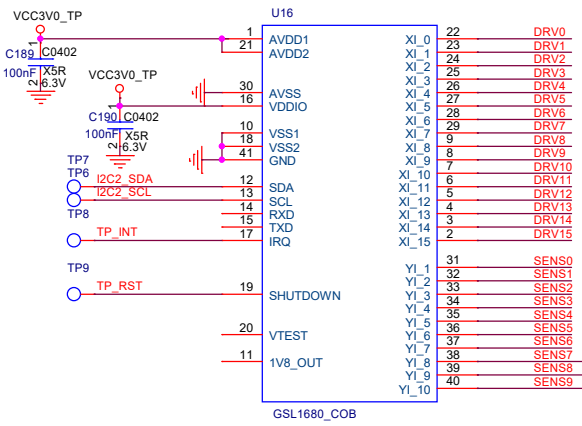 VCC3V0_TP
U16
C189
1
C0402
100nF
X5R
2
6.3V
VCC3V0_TP
C190
1
C0402
100nF
X5R
2
6.3V
1 AVDD1
21 AVDD2
30 AVSS
16 VDDIO
10 VSS1
18 VSS2
41 GND
TP7
TP6
I2C2_SDA 12 SDA
I2C2_SCL 13 SCL
TP8
14 RXD
15 TXD
TP_INT 17 IRQ
TP9
TP_RST 19 SHUTDOWN
20 VTEST
11 1V8_OUT
XI_0 22 DRV0
XI_1 23 DRV1
XI_2 24 DRV2
XI_3 25 DRV3
XI_4 26 DRV4
XI_5 27 DRV5
XI_6 28 DRV6
XI_7 29 DRV7
XI_8 9 DRV8
XI_9 8 DRV9
XI_10 7 DRV10
XI_11 6 DRV11
XI_12 5 DRV12
XI_13 4 DRV13
XI_14 3 DRV14
XI_15 2 DRV15
YI_1 31 SENS0
YI_2 32 SENS1
YI_3 33 SENS2
YI_4 34 SENS3
YI_5 35 SENS4
YI_6 36 SENS5
YI_7 37 SENS6
YI_8 38 SENS7
YI_9 39 SENS8
YI_10 40 SENS9
GSL1680_COB